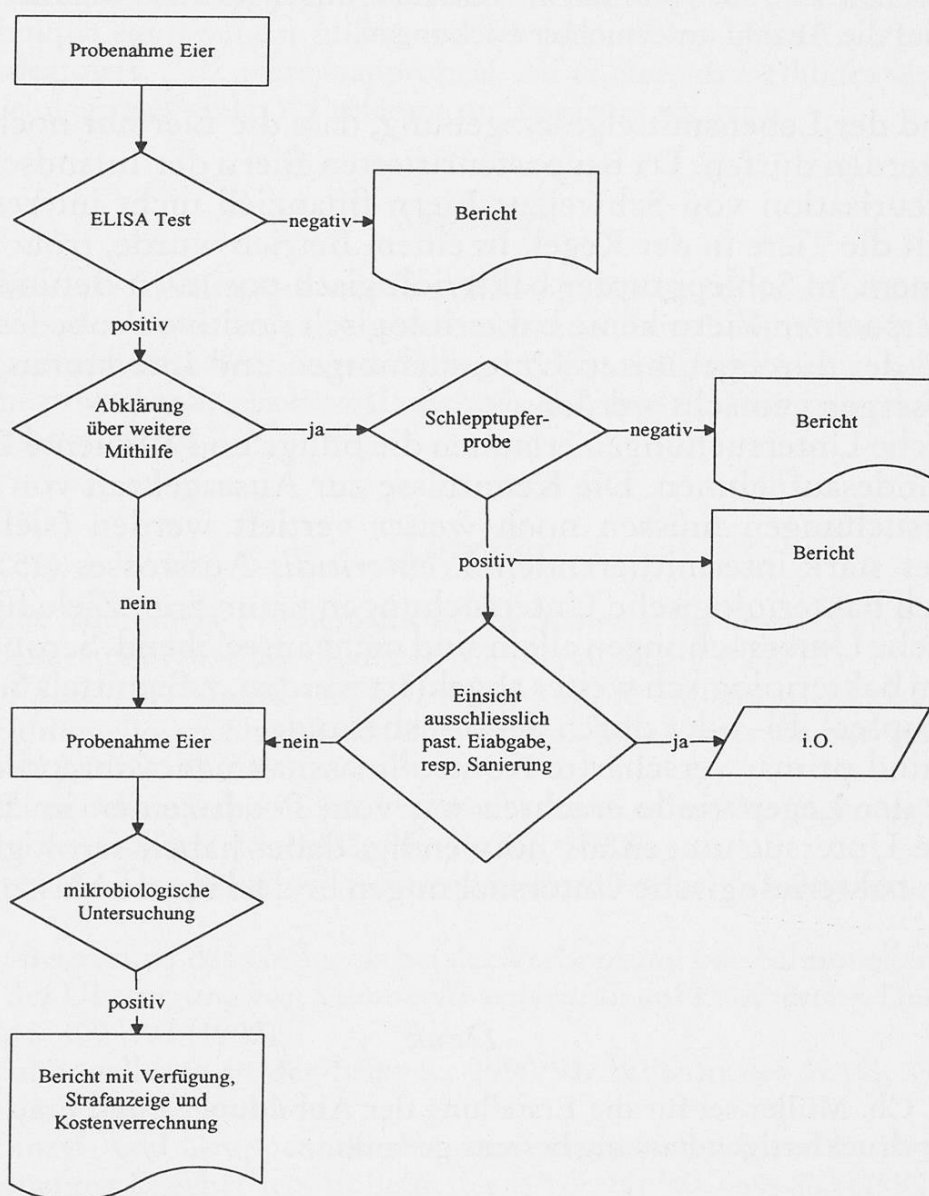 Probenahme Eier
ELISA Test
negativ
Bericht
positiv
Abklärung
über weitere
Mithilfe
ja
Schlepptupfer-
probe
negativ
Bericht
positiv
Bericht
nein
Einsicht
ausschliesslich
past. Eiabgabe,
resp. Sanierung
nein
ja
i.O.
Probenahme Eier
mikrobiologische
Untersuchung
positiv
Bericht mit Verfügung,
Strafanzeige und
Kostenverrechnung